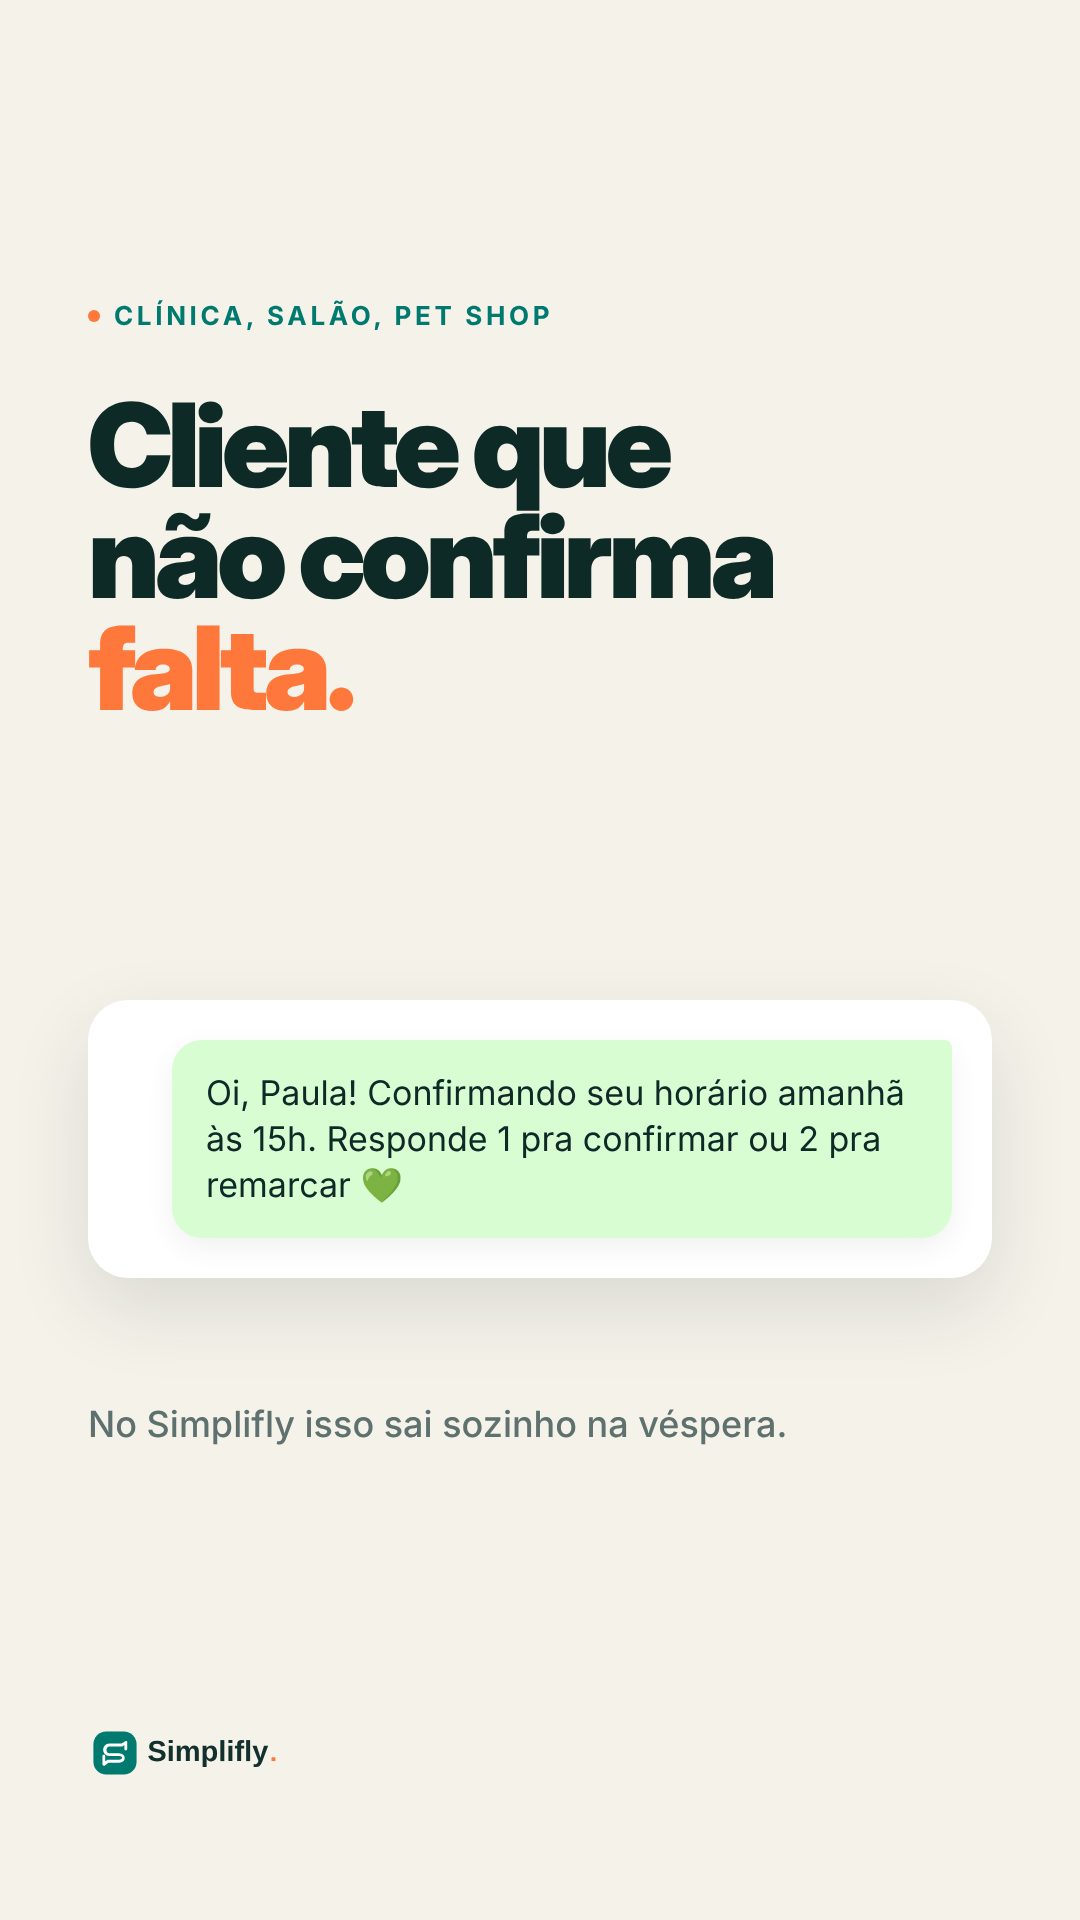 CLÍNICA, SALÃO, PET SHOP
Cliente que
não confirma
falta.
Oi, Paula! Confirmando seu horário amanhã
às 15h. Responde 1 pra confirmar ou 2 pra
remarcar 💚
No Simplifly isso sai sozinho na véspera.
Simplifly.